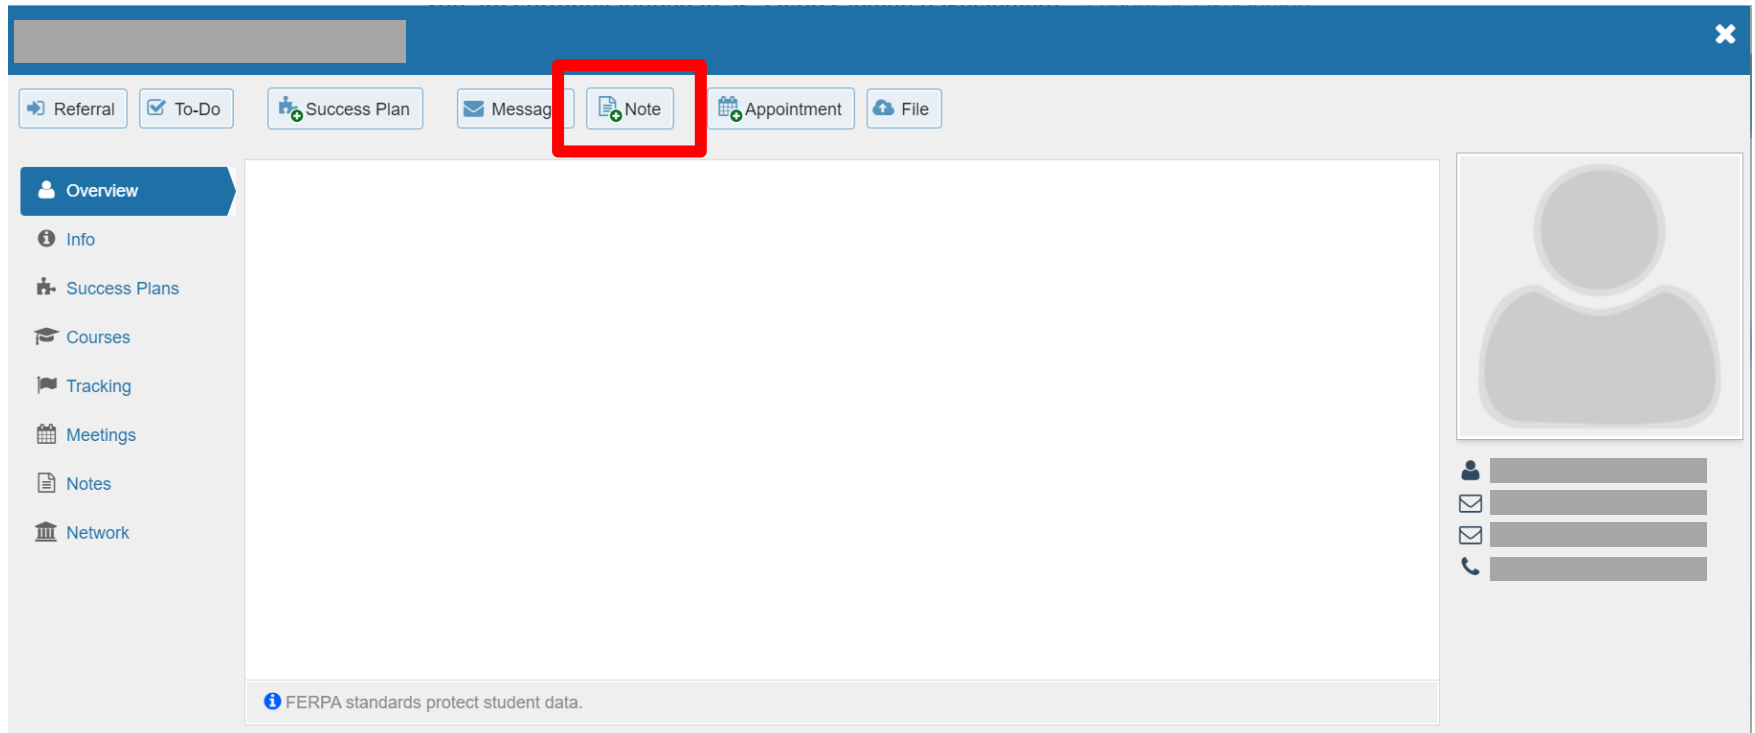 Referral To-Do Success Plan Messag Note Appointment File
Overview
Info
Success Plans
Courses
Tracking
Meetings
Notes
Network
FERPA standards protect student data.